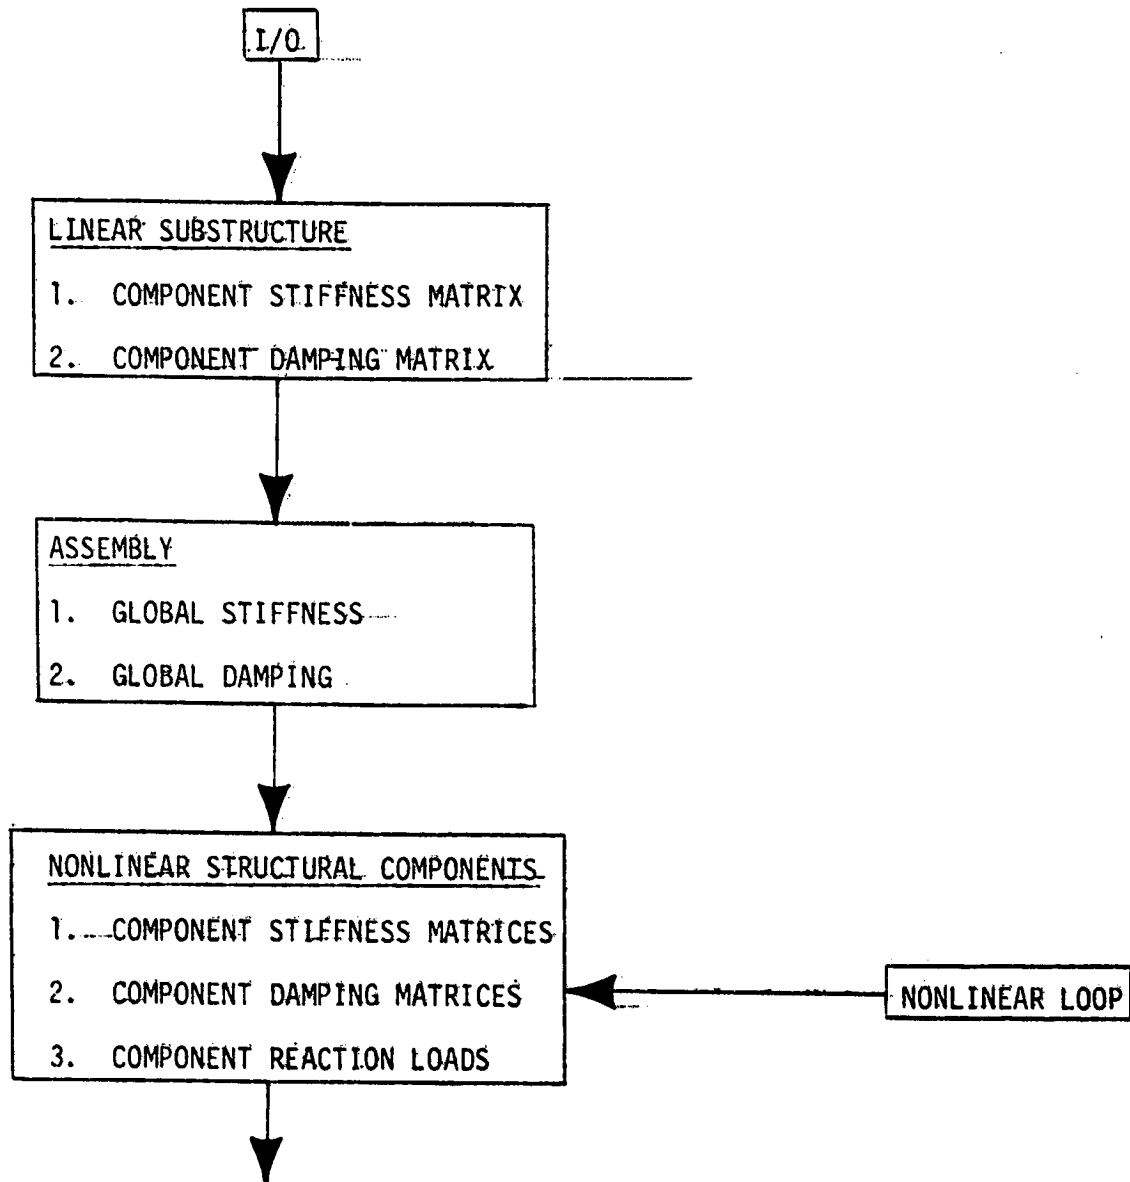 I/O
LINEAR SUBSTRUCTURE
1. COMPONENT STIFFNESS MATRIX
2. COMPONENT DAMPING MATRIX
ASSEMBLY
1. GLOBAL STIFFNESS
2. GLOBAL DAMPING
NONLINEAR STRUCTURAL COMPONENTS
1. COMPONENT STIFFNESS MATRICES
2. COMPONENT DAMPING MATRICES
3. COMPONENT REACTION LOADS
NONLINEAR LOOP